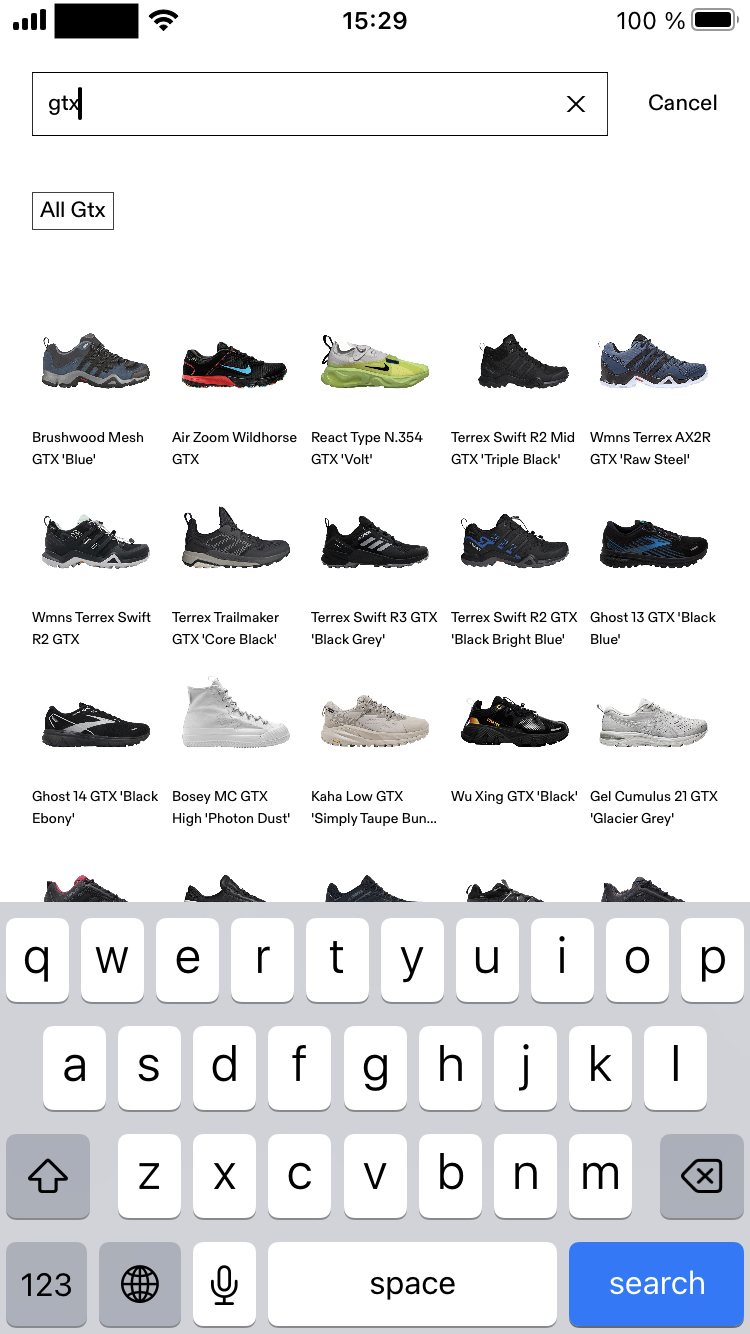 15:29
100 %
gtx
Cancel
All Gtx
Brushwood Mesh
GTX 'Blue'
Air Zoom Wildhorse
GTX
React Type N.354
GTX 'Volt'
Terrex Swift R2 Mid
GTX 'Triple Black'
Wmns Terrex AX2R
GTX 'Raw Steel'
Wmns Terrex Swift
R2 GTX
Terrex Trailmaker
GTX 'Core Black'
Terrex Swift R3 GTX
'Black Grey'
Terrex Swift R2 GTX
'Black Bright Blue'
Ghost 13 GTX 'Black
Blue'
Ghost 14 GTX 'Black
Ebony'
Bosey MC GTX
High 'Photon Dust'
Kaha Low GTX
'Simply Taupe Bun...
Wu Xing GTX 'Black'
Gel Cumulus 21 GTX
'Glacier Grey'
q w e r t y u i o p
a s d f g h j k l
z x c v b n m
123
space
search